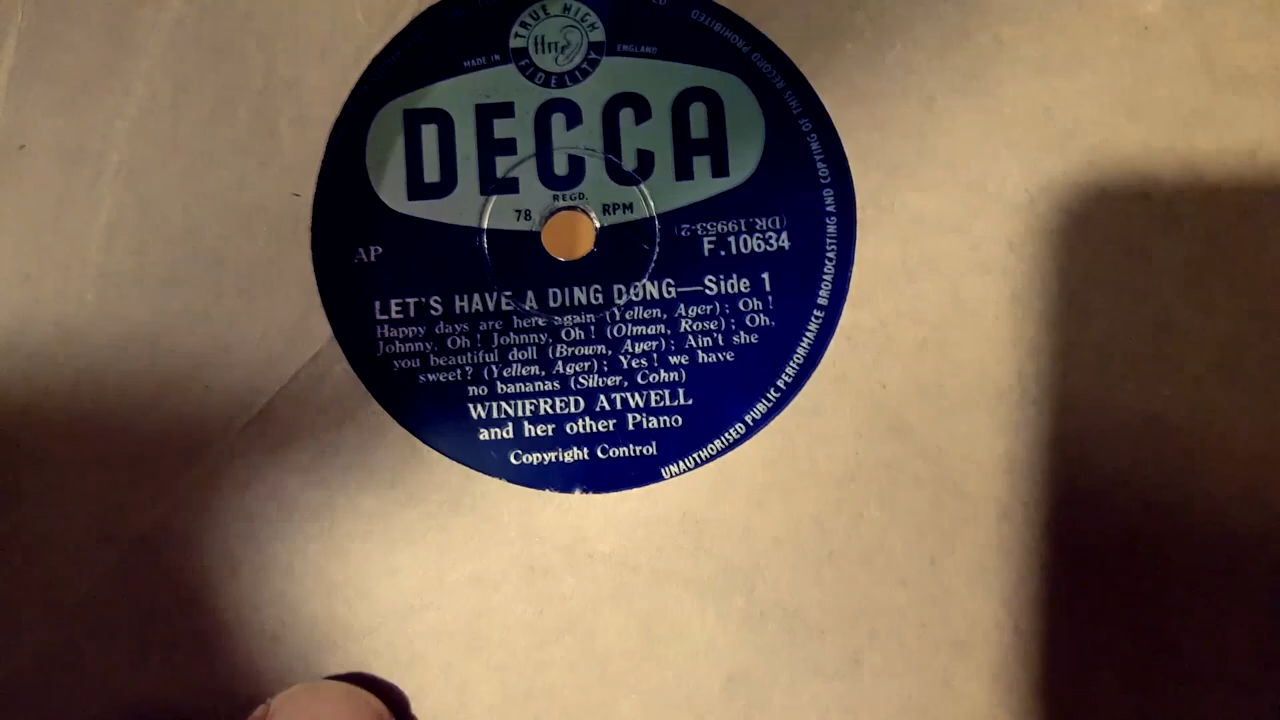 TRUE HIGH
ffrr
FIDELITY
MADE IN
ENGLAND
DECCA
REGD.
78 RPM
(DR.19953-2)
F.10634
AP
LET'S HAVE A DING DONG—Side 1
Happy days are here again (Yellen, Ager); Oh!
Johnny, Oh! Johnny, Oh! (Olman, Rose); Oh,
you beautiful doll (Brown, Ayer); Ain't she
sweet? (Yellen, Ager); Yes! we have
no bananas (Silver, Cohn)
WINIFRED ATWELL
and her other Piano
Copyright Control
UNAUTHORISED PUBLIC PERFORMANCE BROADCASTING AND COPYING OF THIS RECORD PROHIBITED